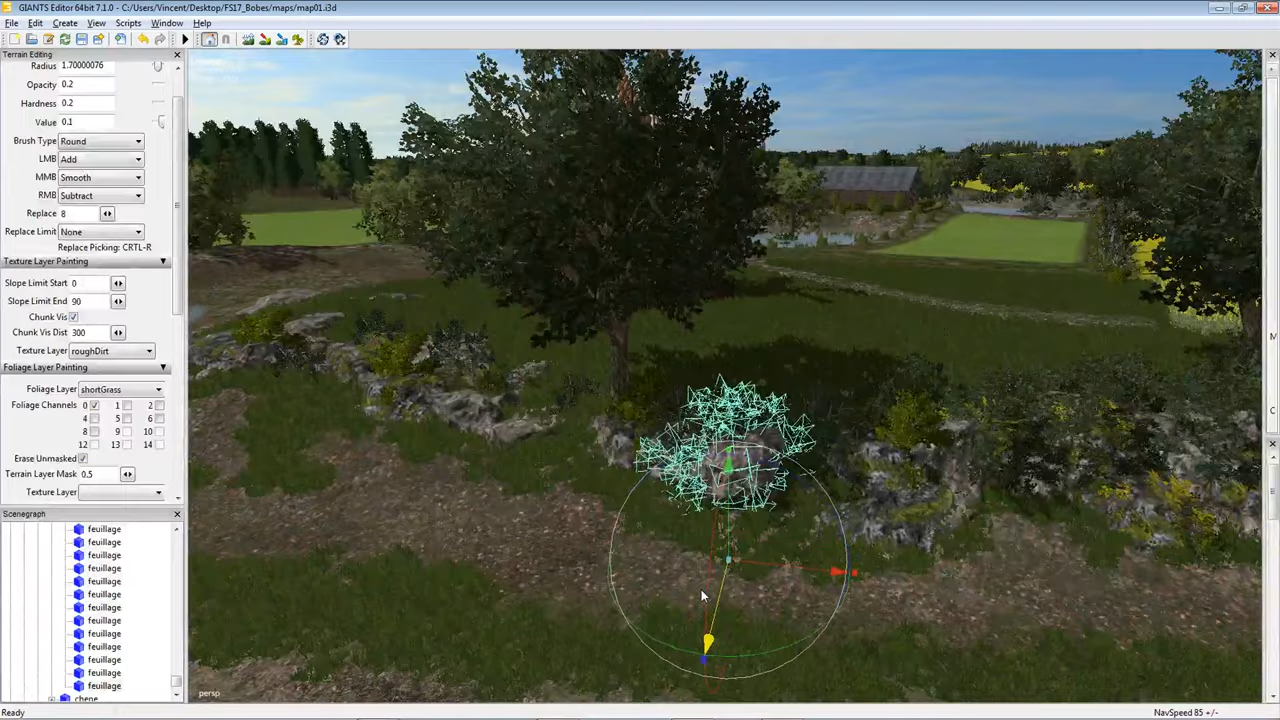 GIANTS Editor 64bit 7.1.0 - C:/Users/Vincent/Desktop/FS17_Bobes/maps/map01.i3d
File Edit Create View Scripts Window Help
Terrain Editing
Radius 1.70000076
Opacity 0.2
Hardness 0.2
Value 0.1
Brush Type Round
LMB Add
MMB Smooth
RMB Subtract
Replace 8
Replace Limit None
Replace Picking: CRTL-R
Texture Layer Painting
Slope Limit Start 0
Slope Limit End 90
Chunk Vis
Chunk Vis Dist 300
Texture Layer roughDirt
Foliage Layer Painting
Foliage Layer shortGrass
Foliage Channels 0 1 2
4 5 6
8 9 10
12 13 14
Erase Unmasked
Terrain Layer Mask 0.5
Texture Layer
Scenegraph
feuillage
feuillage
feuillage
feuillage
feuillage
feuillage
feuillage
feuillage
feuillage
feuillage
feuillage
feuillage
feuillage
chene
persp
M
C
Ready
NavSpeed 85 +/-